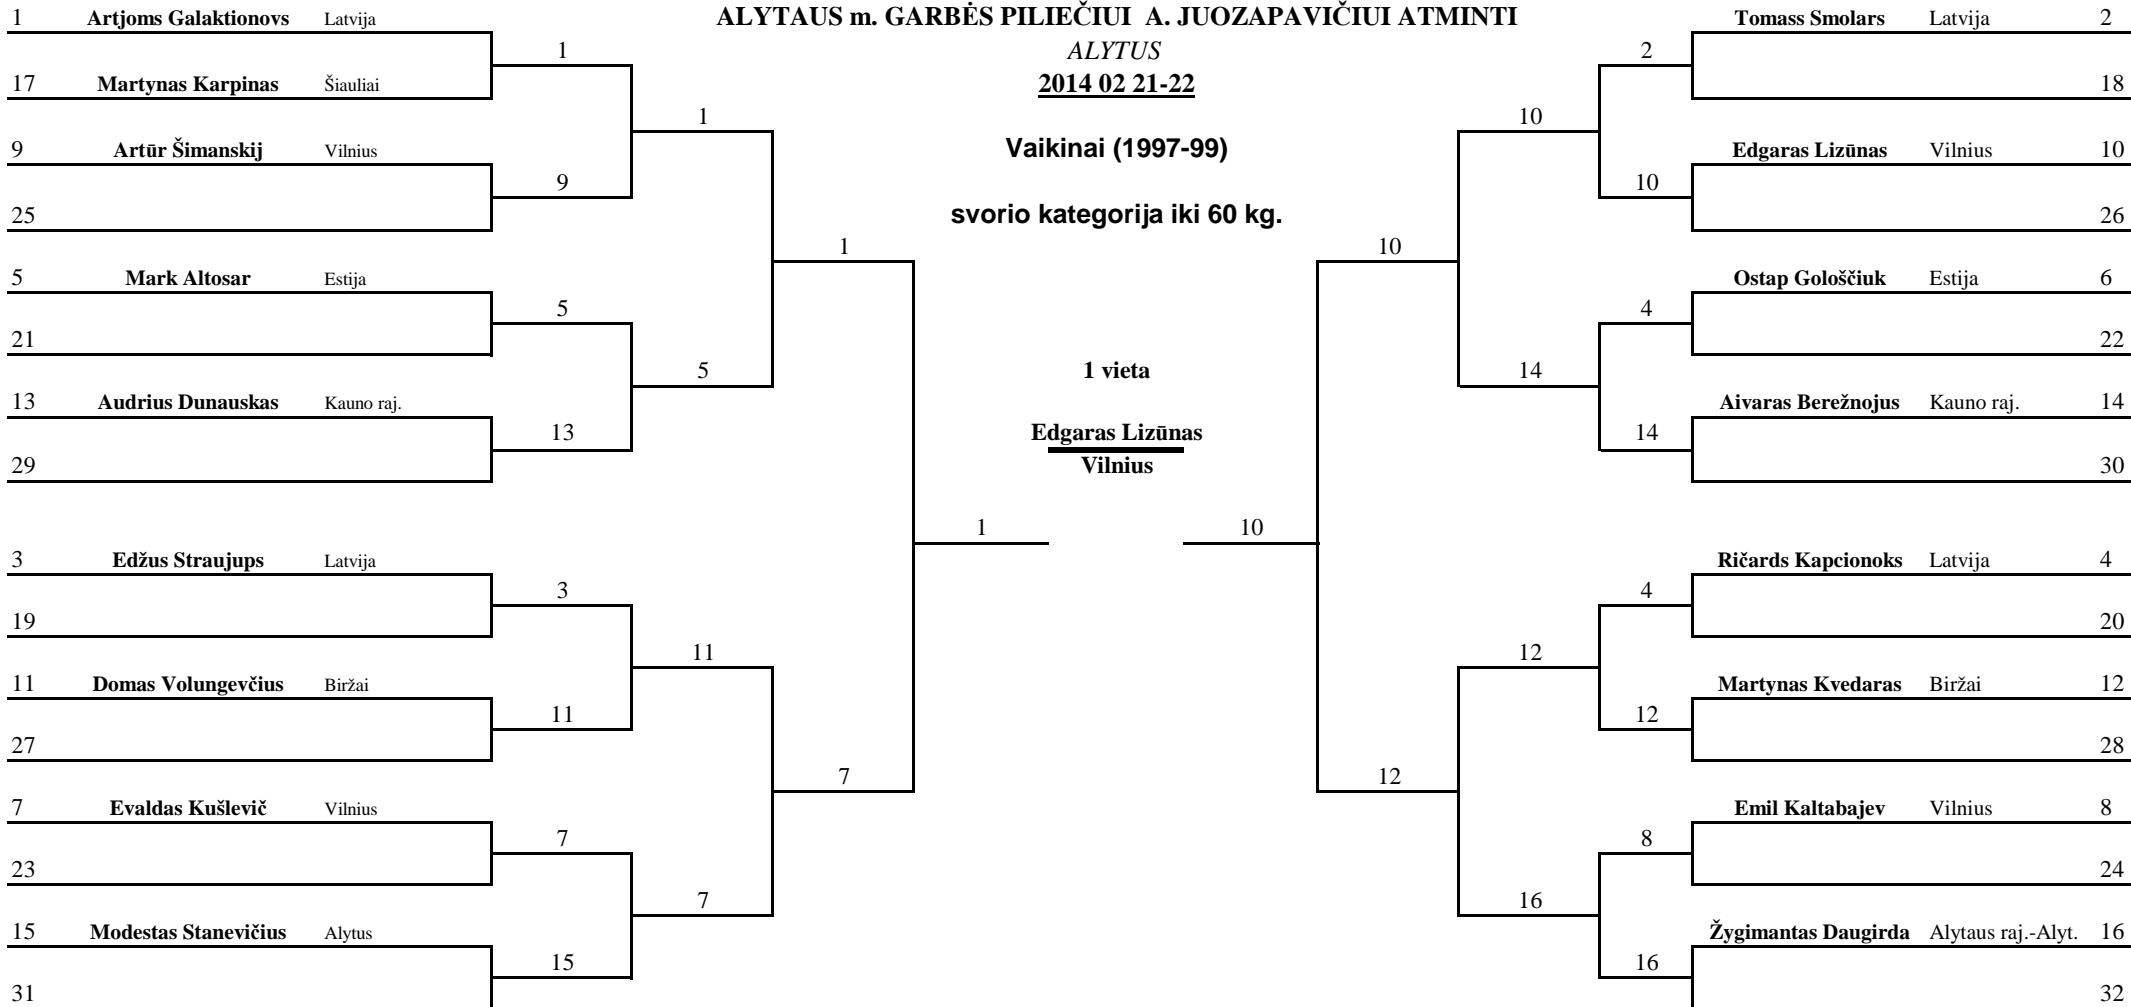 ALYTAUS m. GARBĖS PILIEČIUI A. JUOZAPAVIČIUI ATMINTI
ALYTUS
2014 02 21-22
Vaikinai (1997-99)
svorio kategorija iki 60 kg.
1 Artjoms Galaktionovs Latvija
1
17 Martynas Karpinas Šiauliai
1
9 Artūr Šimanskij Vilnius
9
25
1
5 Mark Altosar Estija
5
21
5
13 Audrius Dunauskas Kauno raj.
13
29
1
3 Edžus Straujups Latvija
3
19
11
11 Domas Volungevčius Biržai
11
27
7
7 Evaldas Kušlevič Vilnius
7
23
7
15 Modestas Stanevičius Alytus
15
31
1 vieta
Edgaras Lizūnas
Vilnius
Tomass Smolars Latvija 2
2
18
10
Edgaras Lizūnas Vilnius 10
10
26
10
Ostap Gološčiuk Estija 6
4
22
14
Aivaras Berežnojus Kauno raj. 14
14
30
10
Ričards Kapcionoks Latvija 4
4
20
12
Martynas Kvedaras Biržai 12
12
28
12
Emil Kaltabajev Vilnius 8
8
24
16
Žygimantas Daugirda Alytaus raj.-Alyt. 16
16
32